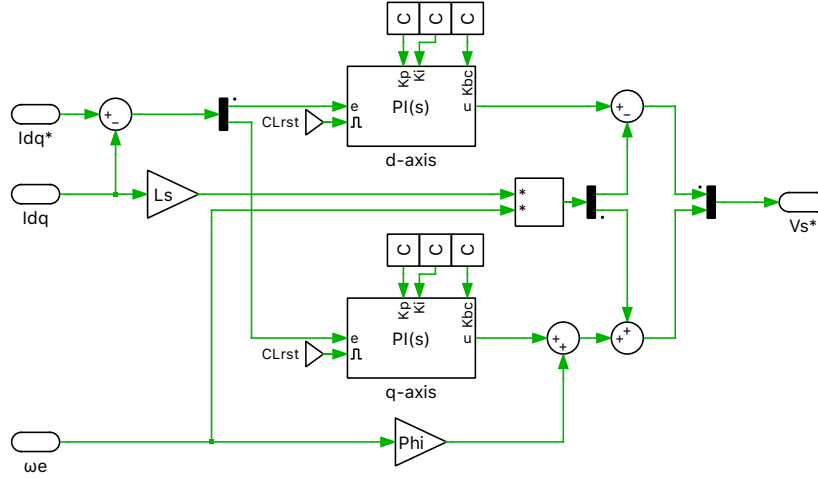 C C C
Kp Ki Kbc
e PI(s) u
CLrst
d-axis
+ −
Idq*
+ −
Ls
Idq
*
*
Vs*
C C C
Kp Ki Kbc
e PI(s) u
CLrst
q-axis
+ +
+ +
Phi
ωe